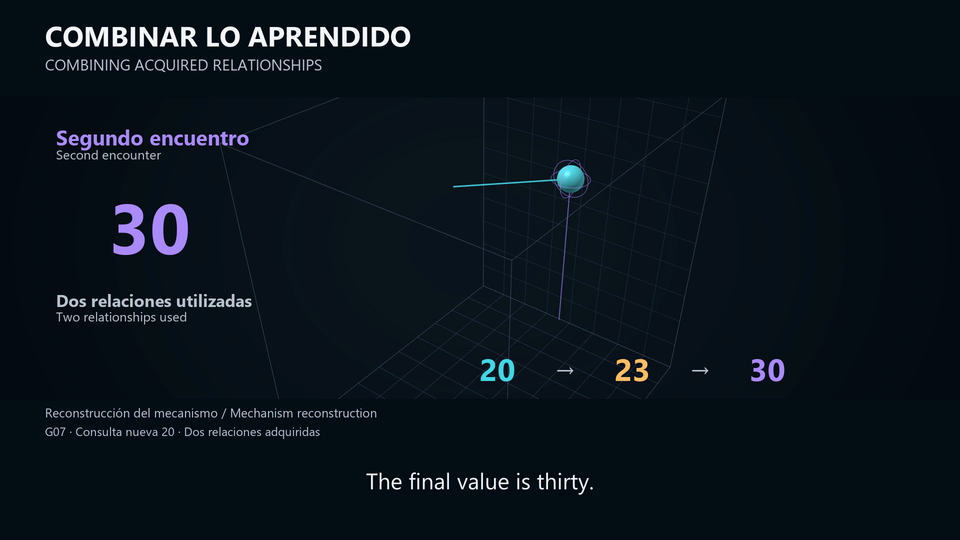 COMBINAR LO APRENDIDO
COMBINING ACQUIRED RELATIONSHIPS
Segundo encuentro
Second encounter
30
Dos relaciones utilizadas
Two relationships used
20 → 23 → 30
Reconstrucción del mecanismo / Mechanism reconstruction
G07 · Consulta nueva 20 · Dos relaciones adquiridas
The final value is thirty.